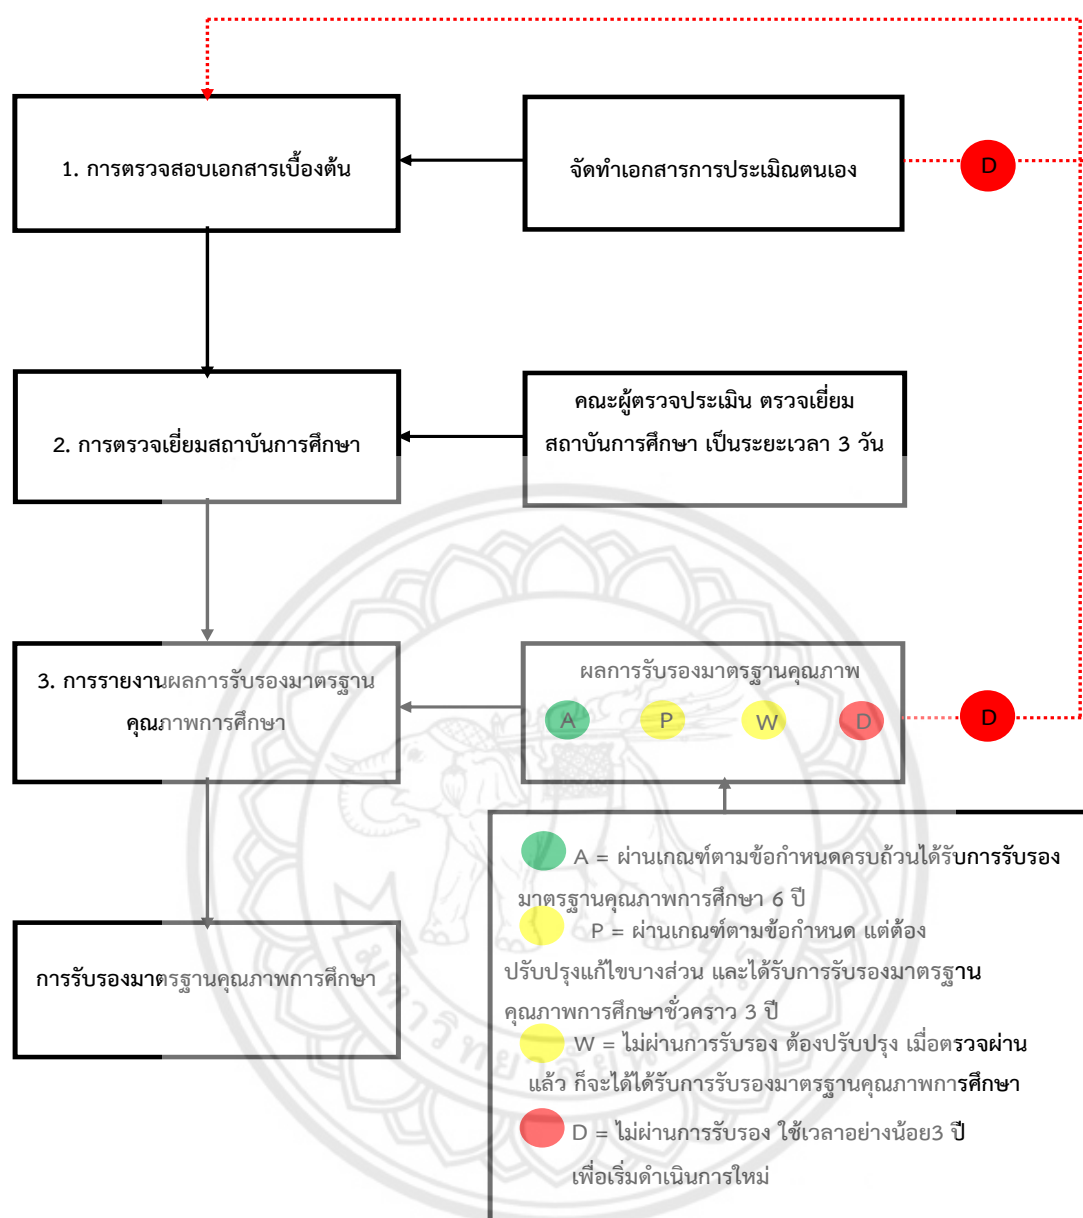 1. การตรวจสอบเอกสารเบื้องต้น
จัดทำเอกสารการประเมิณตนเอง
D
2. การตรวจเยี่ยมสถาบันการศึกษา
คณะผู้ตรวจประเมิน ตรวจเยี่ยม
สถาบันการศึกษา เป็นระยะเวลา 3 วัน
3. การรายงานผลการรับรองมาตรฐาน
คุณภาพการศึกษา
ผลการรับรองมาตรฐานคุณภาพ
A P W D
D
A = ผ่านเกณฑ์ตามข้อกำหนดครบถ้วนได้รับการรับรอง
มาตรฐานคุณภาพการศึกษา 6 ปี
P = ผ่านเกณฑ์ตามข้อกำหนด แต่ต้อง
ปรับปรุงแก้ไขบางส่วน และได้รับการรับรองมาตรฐาน
คุณภาพการศึกษาชั่วคราว 3 ปี
W = ไม่ผ่านการรับรอง ต้องปรับปรุง เมื่อตรวจผ่าน
แล้ว ก็จะได้ได้รับการรับรองมาตรฐานคุณภาพการศึกษา
D = ไม่ผ่านการรับรอง ใช้เวลาอย่างน้อย3 ปี
เพื่อเริ่มดำเนินการใหม่
การรับรองมาตรฐานคุณภาพการศึกษา
มหาวิทยาลัยนเรศวร